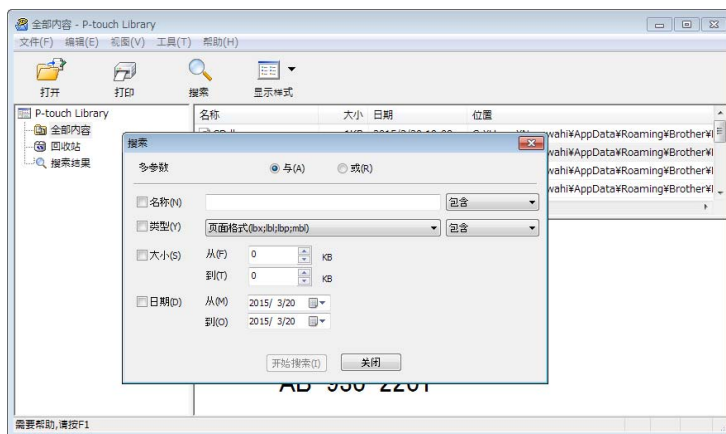 全部内容 - P-touch Library
文件(F) 编辑(E) 视图(V) 工具(T) 帮助(H)
打开 打印 搜索 显示样式
P-touch Library
全部内容
回收站
搜索结果
名称 大小 日期 位置
wahi¥AppData¥Roaming¥Brother¥
wahi¥AppData¥Roaming¥Brother¥
wahi¥AppData¥Roaming¥Brother¥
wahi¥AppData¥Roaming¥Brother¥
搜索
多参数 与(A) 或(R)
名称(N) 包含
类型(Y) 页面格式(lbx;lbl;lbp;mbl) 包含
大小(S) 从(F) 0 KB
到(T) 0 KB
日期(D) 从(M) 2015/ 3/20
到(O) 2015/ 3/20
开始搜索(I) 关闭
AB 930 2201
需要帮助,请按F1